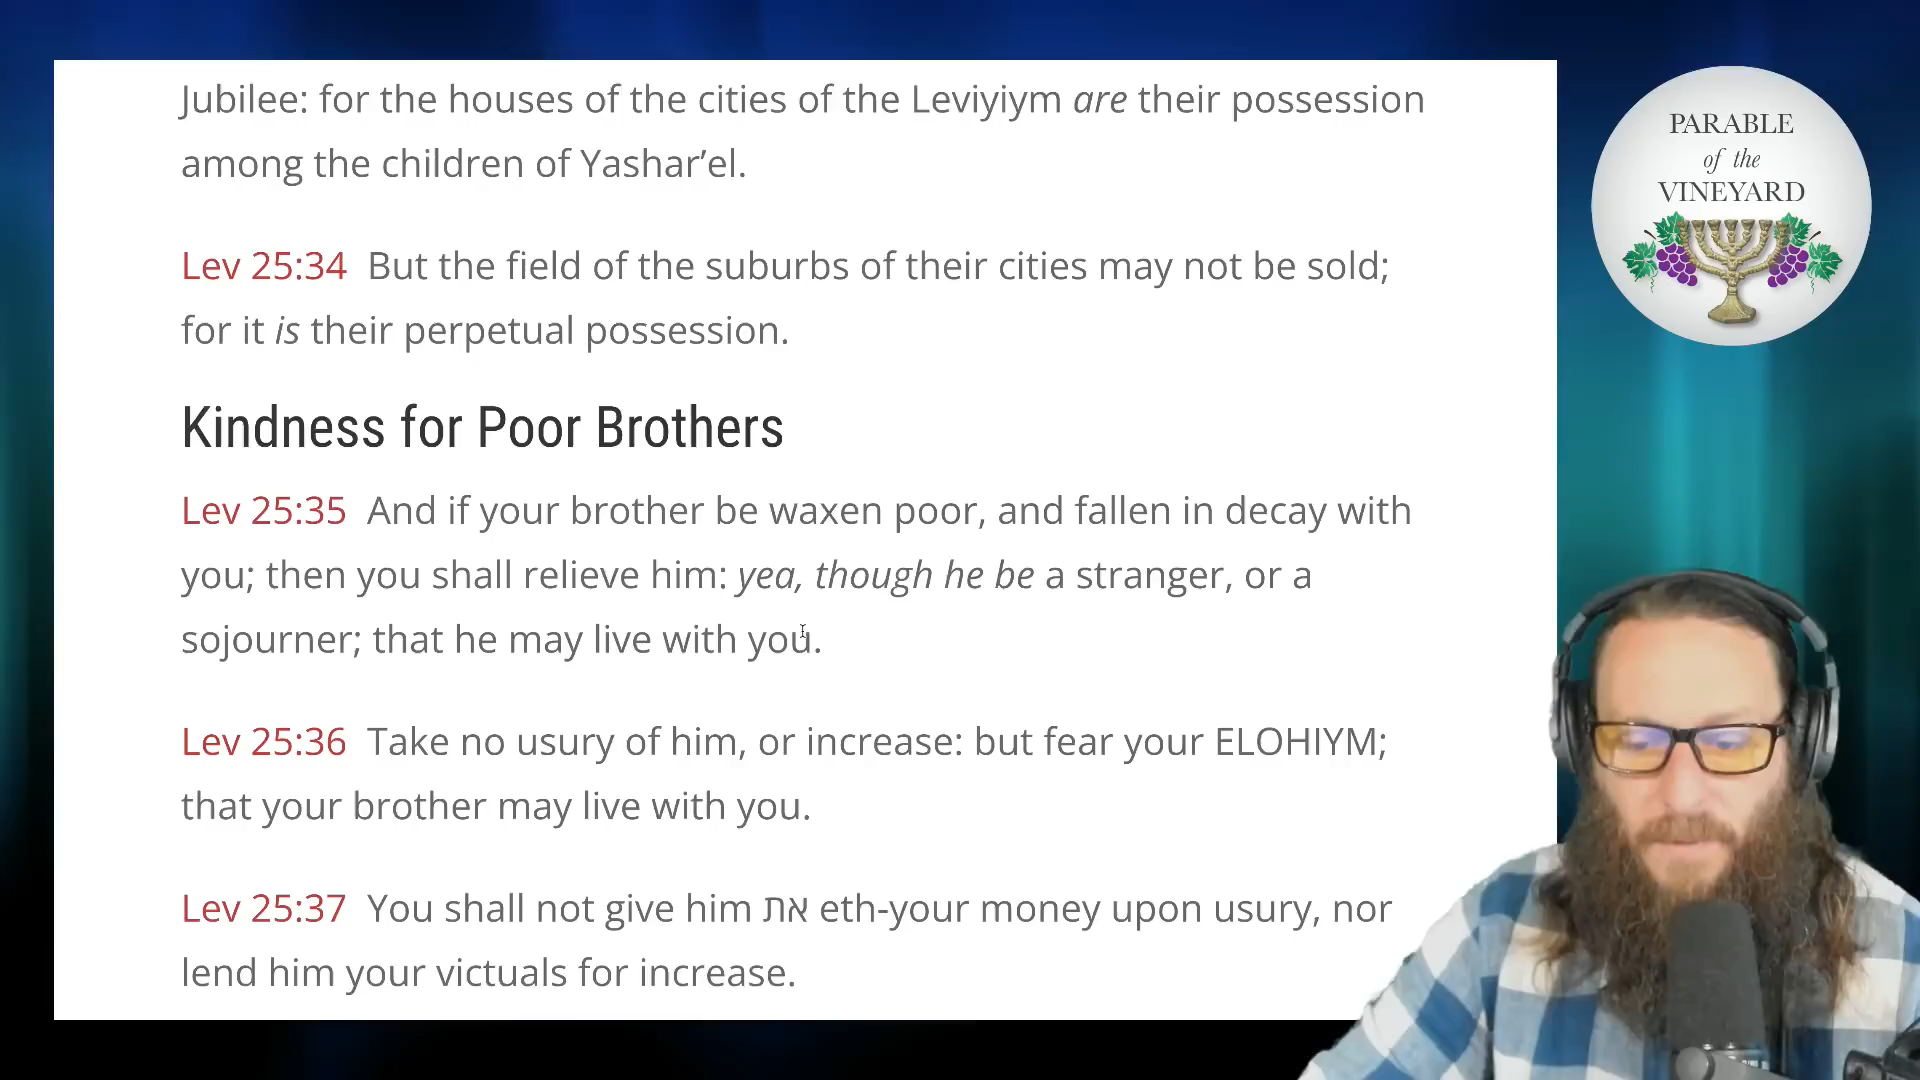 Jubilee: for the houses of the cities of the Leviyiym are their possession
among the children of Yashar’el.
Lev 25:34 But the field of the suburbs of their cities may not be sold;
for it is their perpetual possession.
Kindness for Poor Brothers
Lev 25:35 And if your brother be waxen poor, and fallen in decay with
you; then you shall relieve him: yea, though he be a stranger, or a
sojourner; that he may live with you.
Lev 25:36 Take no usury of him, or increase: but fear your ELOHIYM;
that your brother may live with you.
Lev 25:37 You shall not give him את eth-your money upon usury, nor
lend him your victuals for increase.
PARABLE
of the
VINEYARD